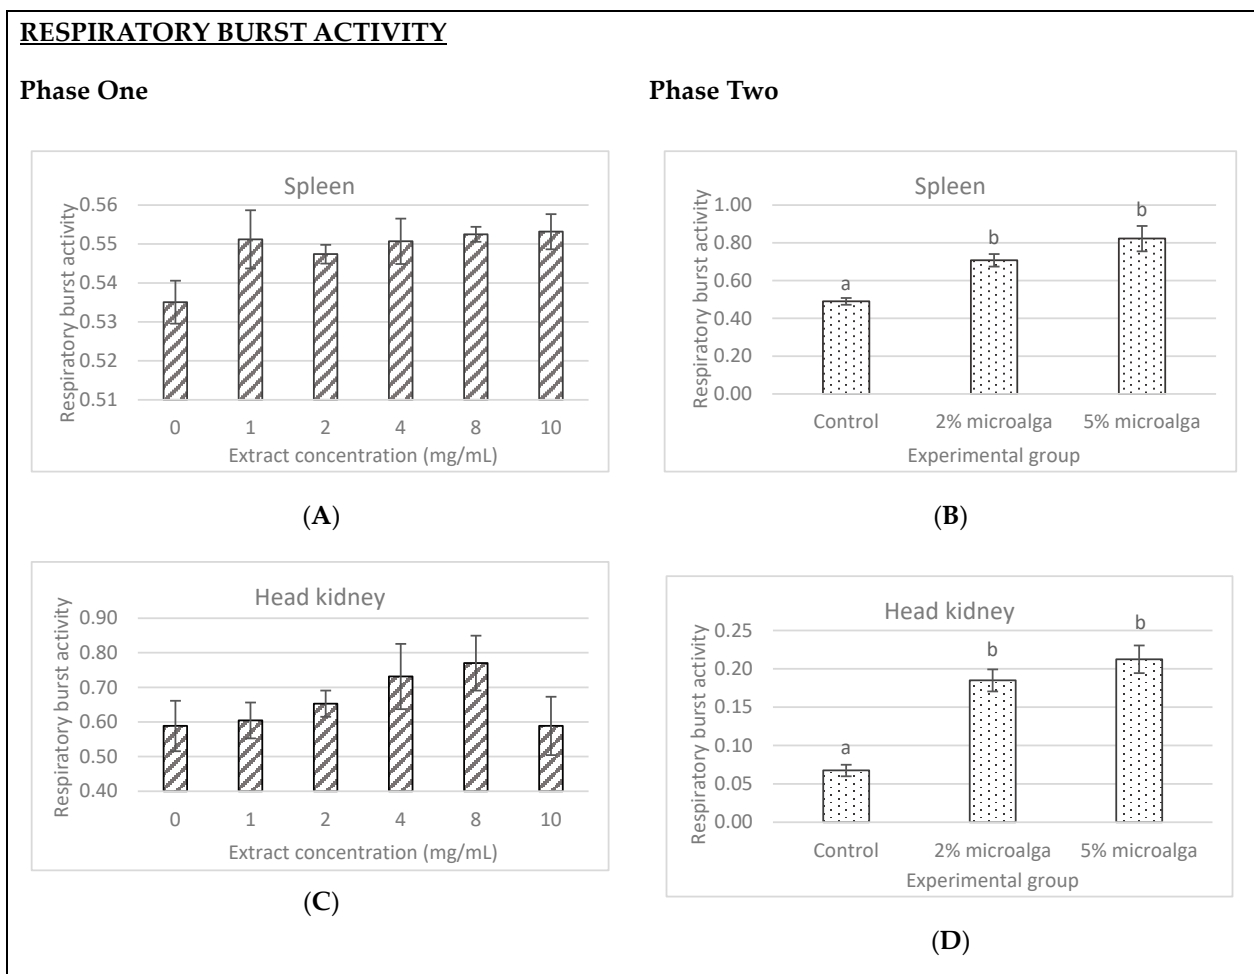 RESPIRATORY BURST ACTIVITY
Phase One
Phase Two
Spleen
Respiratory burst activity
0.56
0.55
0.54
0.53
0.52
0.51
0 1 2 4 8 10
Extract concentration (mg/mL)
(A)
Spleen
Respiratory burst activity
1.00
0.80
0.60
0.40
0.20
0.00
a
b
b
Control 2% microalga 5% microalga
Experimental group
(B)
Head kidney
Respiratory burst activity
0.90
0.80
0.70
0.60
0.50
0.40
0 1 2 4 8 10
Extract concentration (mg/mL)
(C)
Head kidney
Respiratory burst activity
0.25
0.20
0.15
0.10
0.05
0.00
a
b
b
Control 2% microalga 5% microalga
Experimental group
(D)